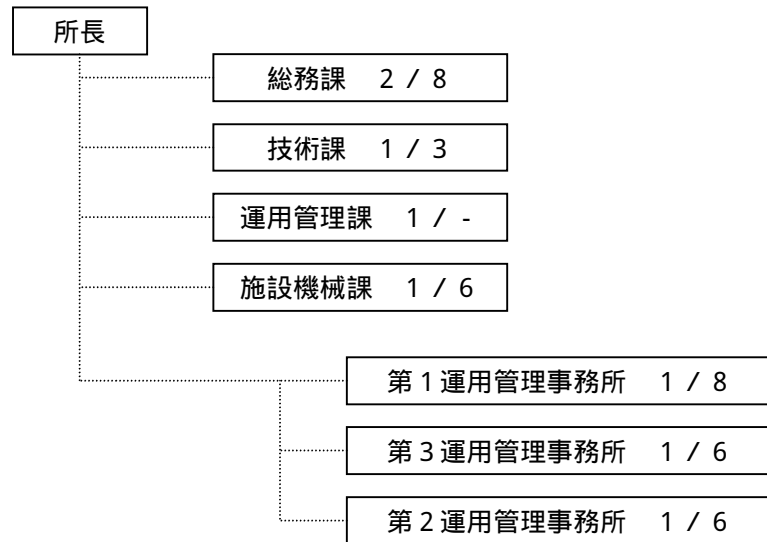 所長
総務課 2 / 8
技術課 1 / 3
運用管理課 1 / -
施設機械課 1 / 6
第1運用管理事務所 1 / 8
第3運用管理事務所 1 / 6
第2運用管理事務所 1 / 6